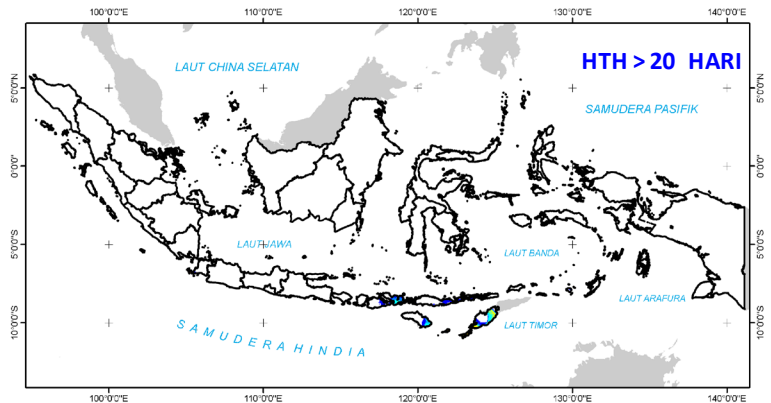 100°0'0"E 110°0'0"E 120°0'0"E 130°0'0"E 140°0'0"E
HTH > 20 HARI
LAUT CHINA SELATAN
5°0'0"N 5°0'0"N
SAMUDERA PASIFIK
0°0'0" 0°0'0"
LAUT JAWA
5°0'0"S 5°0'0"S
LAUT BANDA
LAUT ARAFURA
10°0'0"S 10°0'0"S
LAUT TIMOR
SAMUDERA HINDIA
100°0'0"E 110°0'0"E 120°0'0"E 130°0'0"E 140°0'0"E